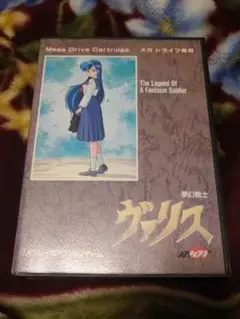 Mega Drive Cartridge
メガドライブ専用
The Legend Of
A Fantasm Soldier
夢幻戦士
ヴァリス